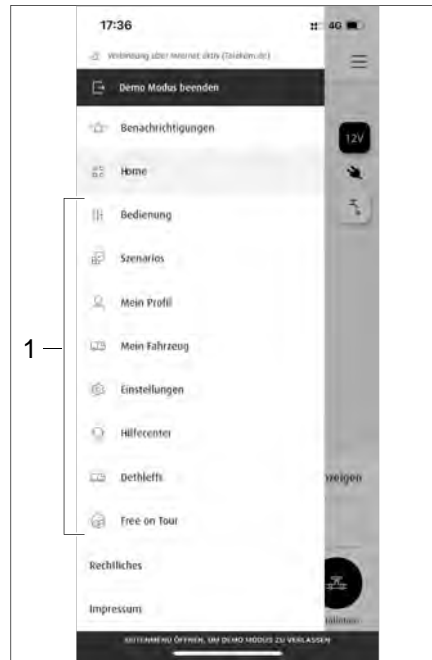 17:36
4G
Verbindung über Internet aktiv (Telekom.de)
Demo Modus beenden
Benachrichtigungen
12V
Home
Bedienung
Szenarios
Mein Profil
1
Mein Fahrzeug
Einstellungen
Hilfecenter
Dethleffs
zeigen
Free on Tour
Rechtliches
Impressum
SEITENMENÜ ÖFFNEN, UM DEMO MODUS ZU VERLASSEN